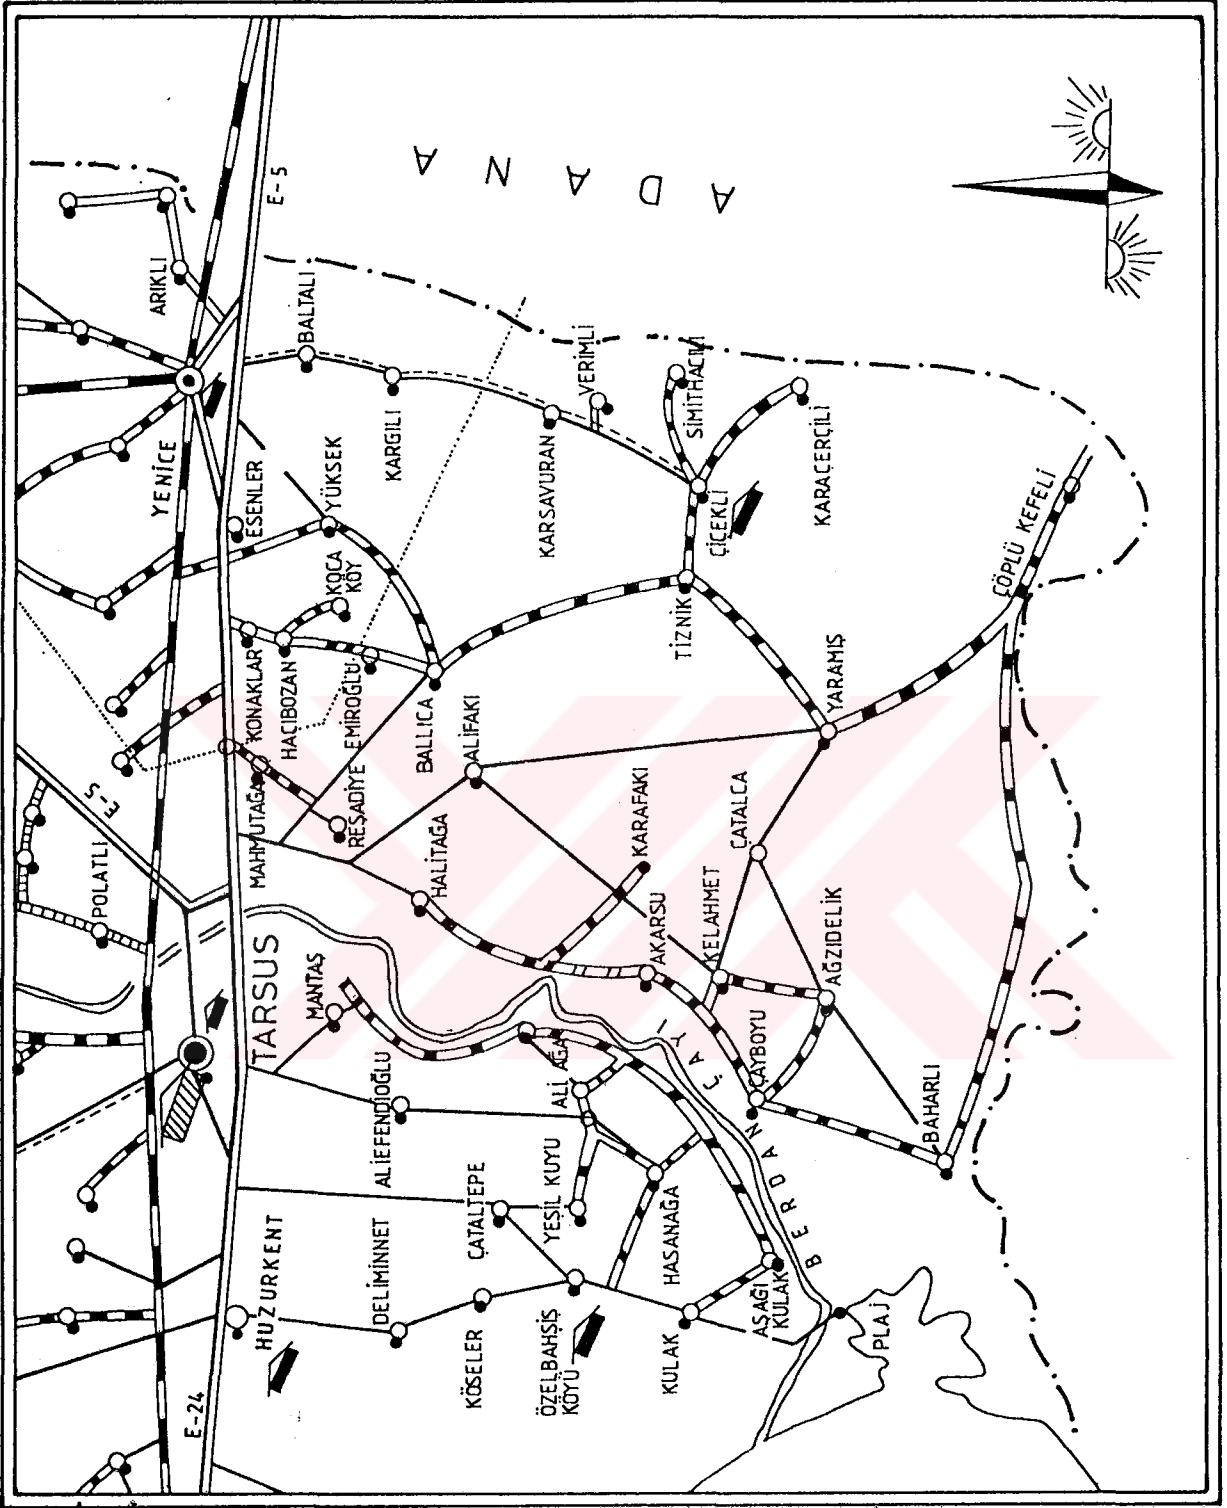 E-5
ADANA
ARIKLI
BALTALI
VERİMLİ
SİMİTHACILI
YENİCE
ESENLER
YÜKSEK
KARGILI
KARSAVURAN
ÇİÇEKLİ
KARAÇERÇİLİ
ÇÖPLÜ KEFELİ
KOCA
KÖY
TİZNİK
YARAMIŞ
KONAKLAR
HACIBOZAN
EMİROĞLU
BALLICA
ALİFAKI
E-5
MAHMUTAĞA
REŞADİYE
HALİTAĞA
KARAFAKI
ÇATALCA
POLATLI
AKARSU
KELAHMET
AĞZIDELİK
TARSUS
MANTAŞ
ALİ AĞA
ÇAYBOYU
BAHARLI
ALİEFENDİOĞLU
BERDAN ÇAYI
ÇATALTEPE
YEŞİL KUYU
HASANAĞA
HUZURKENT
DELİMİNNET
KÖSELER
ÖZELBAHŞİŞ
KÖYÜ
KULAK
AŞAĞI
KULAK
PLAJ
E-24